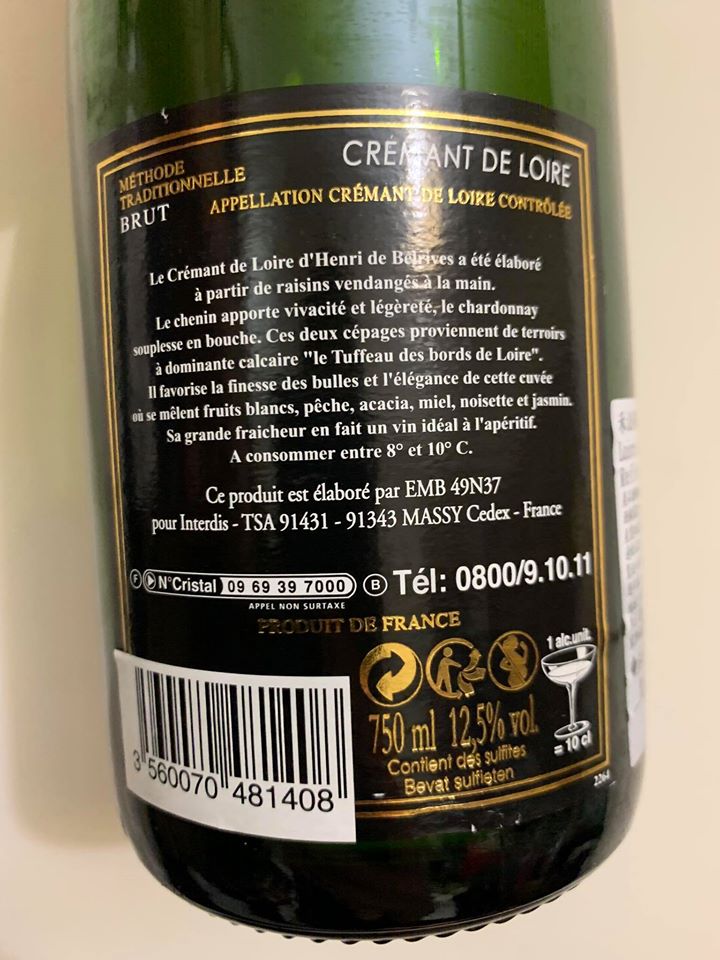 MÉTHODE
TRADITIONNELLE
BRUT
CRÉMANT DE LOIRE
APPELLATION CRÉMANT DE LOIRE CONTRÔLÉE
Le Crémant de Loire d'Henri de Belrives a été élaboré
à partir de raisins vendangés à la main.
Le chenin apporte vivacité et légèreté, le chardonnay
souplesse en bouche. Ces deux cépages proviennent de terroirs
à dominante calcaire "le Tuffeau des bords de Loire".
Il favorise la finesse des bulles et l'élégance de cette cuvée
où se mêlent fruits blancs, pêche, acacia, miel, noisette et jasmin.
Sa grande fraicheur en fait un vin idéal à l'apéritif.
A consommer entre 8° et 10° C.
Ce produit est élaboré par EMB 49N37
pour Interdis - TSA 91431 - 91343 MASSY Cedex - France
F N°Cristal 09 69 39 7000 B Tél: 0800/9.10.11
APPEL NON SURTAXE
PRODUIT DE FRANCE
1 alc.unit.
= 10 cl
750 ml 12,5% vol.
Contient des sulfites
Bevat sulfieten
2264
3 560070 481408